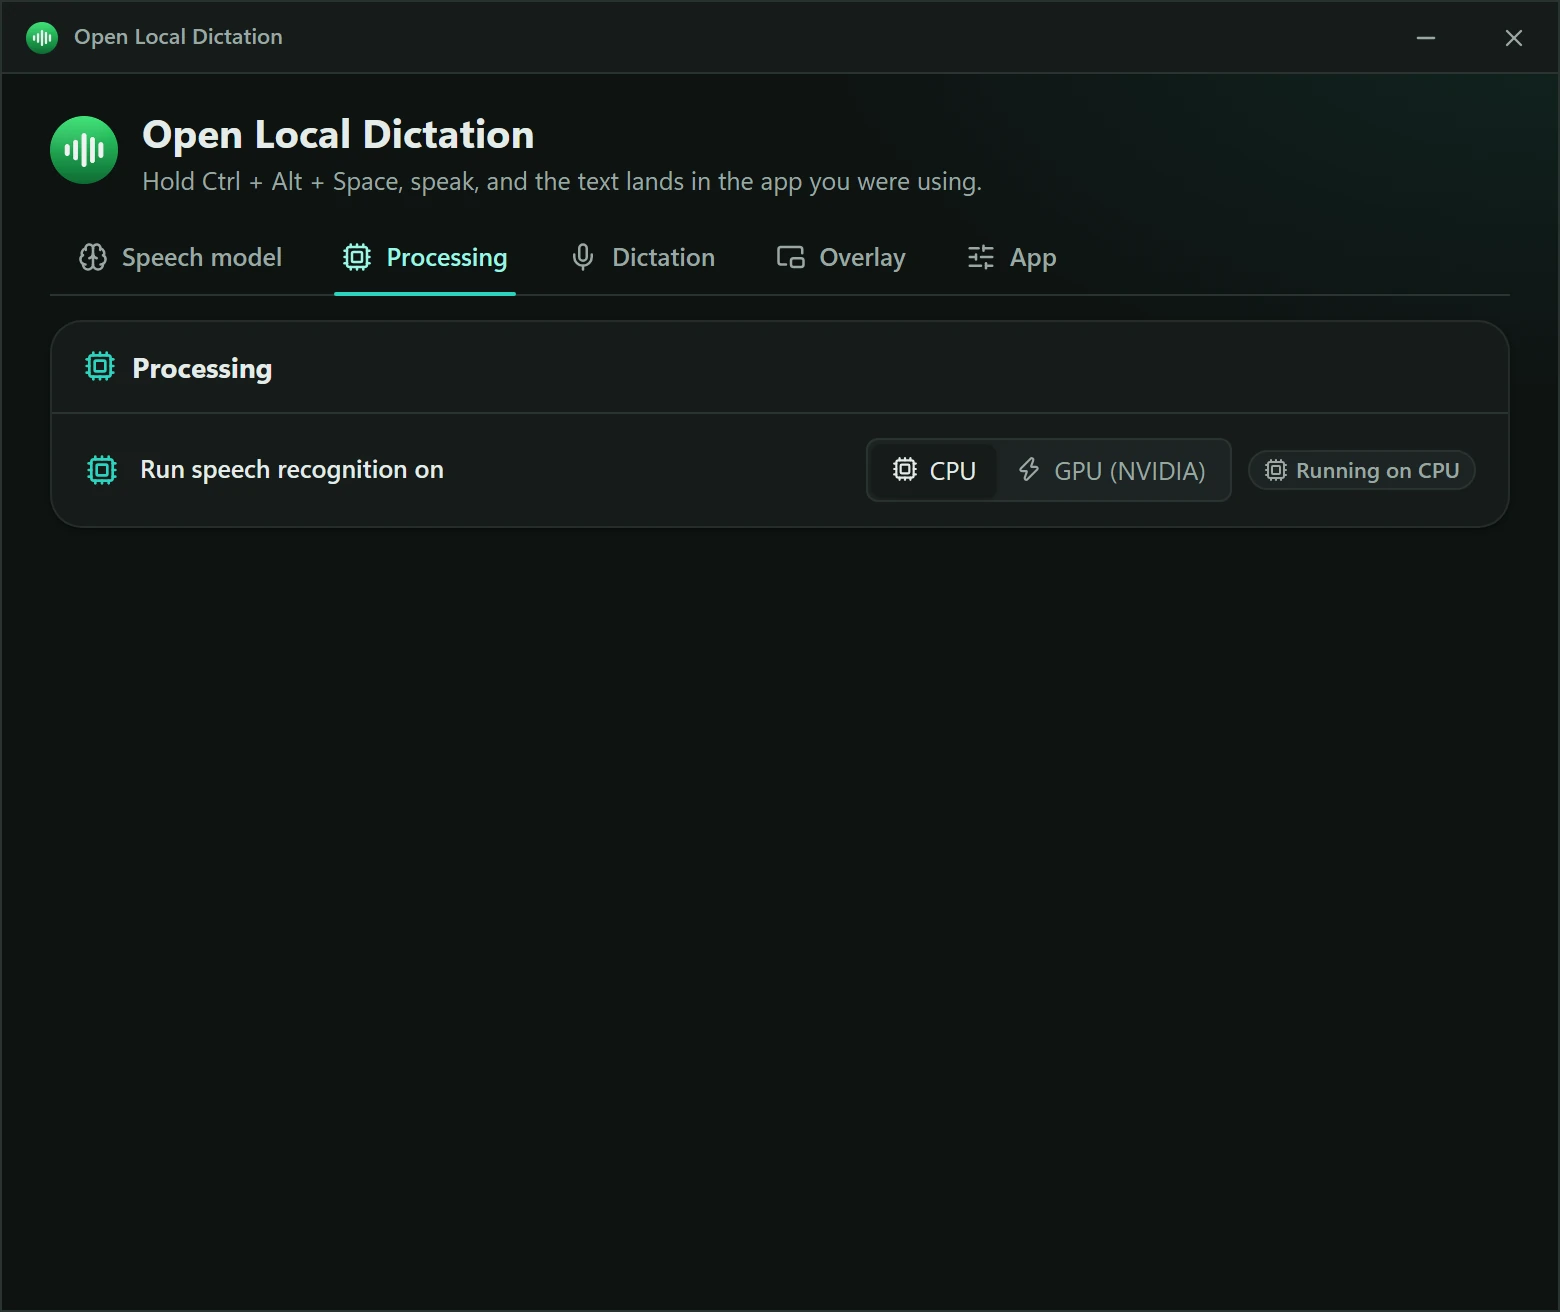 Open Local Dictation
Open Local Dictation
Hold Ctrl + Alt + Space, speak, and the text lands in the app you were using.
Speech model Processing Dictation Overlay App
Processing
Run speech recognition on CPU GPU (NVIDIA) Running on CPU